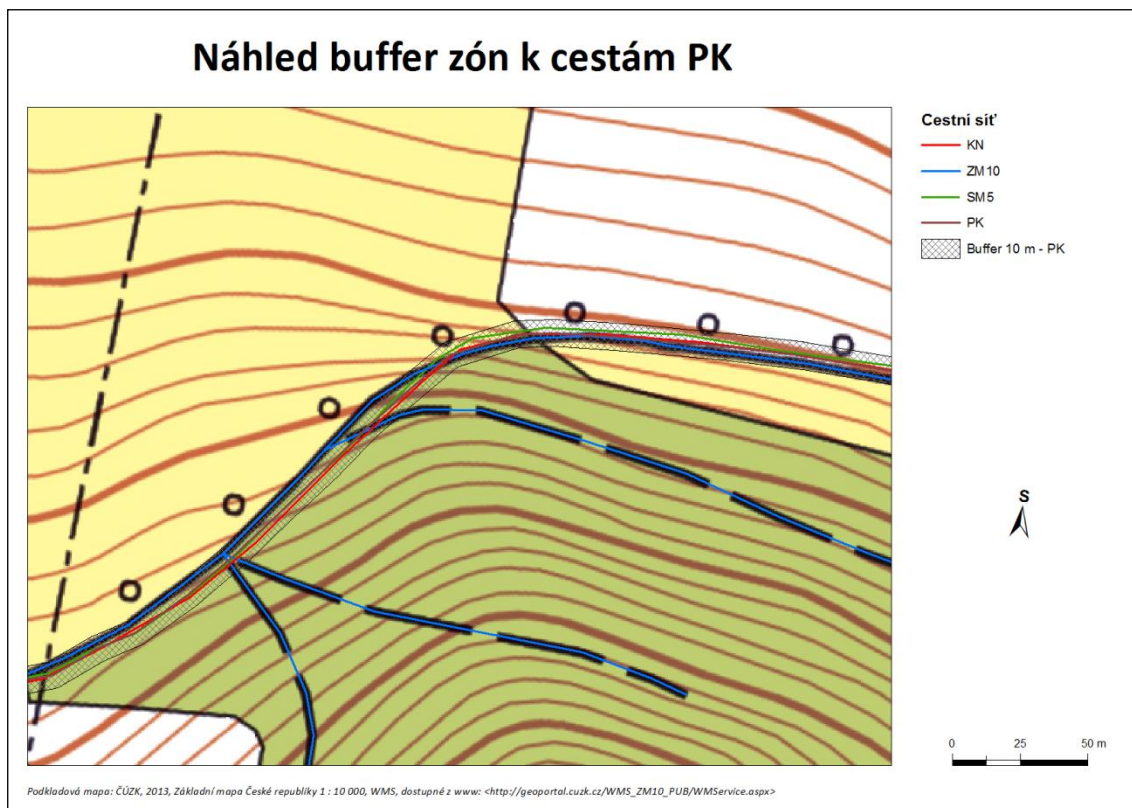 Náhled buffer zón k cestám PK
Cestní síť
KN
ZM10
SM5
PK
Buffer 10 m - PK
S
0 25 50 m
Podkladová mapa: ČÚZK, 2013, Základní mapa České republiky 1 : 10 000, WMS, dostupné z www: <http://geoportal.cuzk.cz/WMS_ZM10_PUB/WMService.aspx>